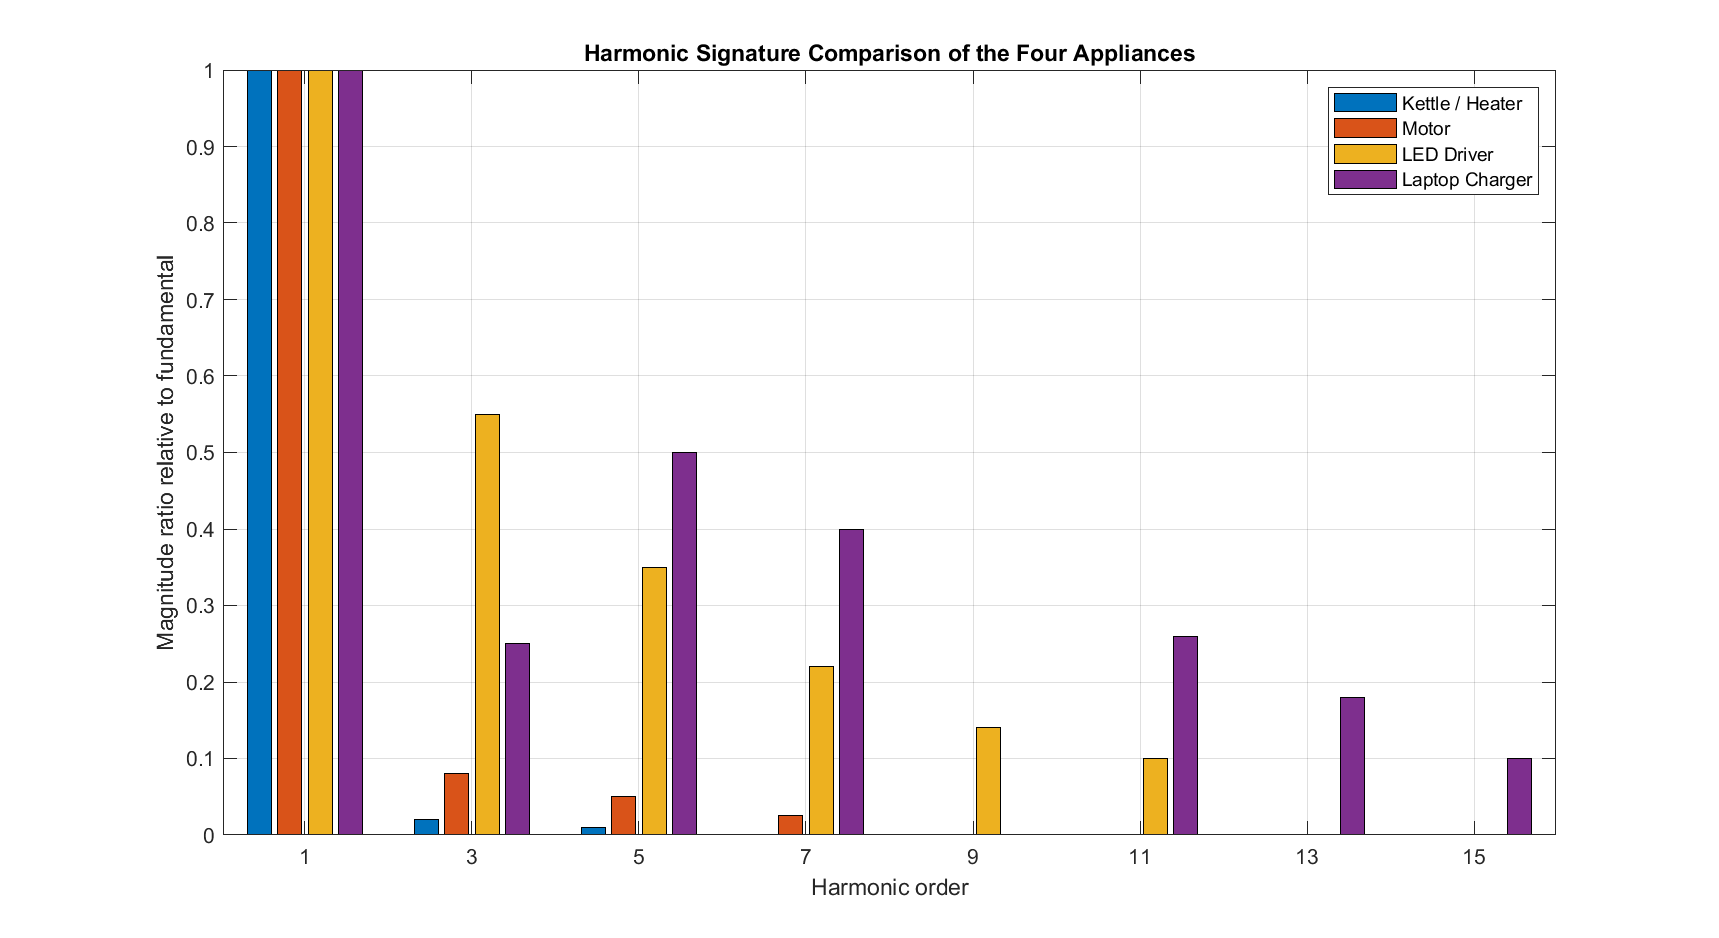 Harmonic Signature Comparison of the Four Appliances
Kettle / Heater
Motor
LED Driver
Laptop Charger
Magnitude ratio relative to fundamental
1
0.9
0.8
0.7
0.6
0.5
0.4
0.3
0.2
0.1
0
1 3 5 7 9 11 13 15
Harmonic order